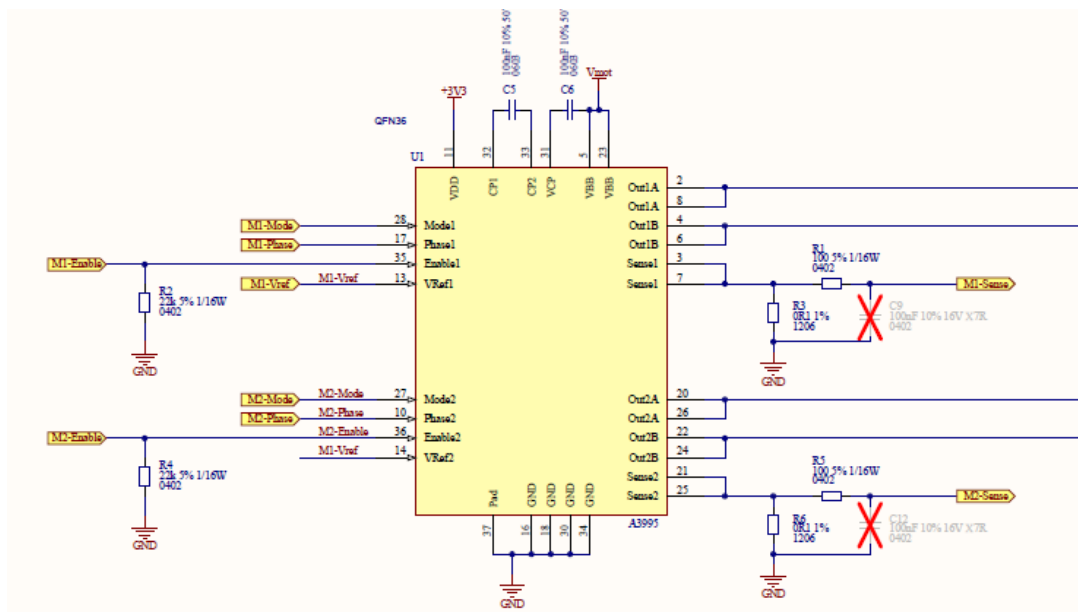 100nF 10% 50V
0603
C5
100nF 10% 50V
0603
C6
Vmot
+3V3
QFN36
U1
11
32
33
31
5
23
VDD
CP1
CP2
VCP
VBB
VBB
M1-Mode
28
Mode1
M1-Phase
17
Phase1
M1-Enable
35
Enable1
M1-Vref
M1-Vref
13
VRef1
R2
22k 5% 1/16W
0402
GND
M2-Mode
M2-Mode
27
Mode2
M2-Phase
M2-Phase
10
Phase2
M2-Enable
M2-Enable
36
Enable2
M1-Vref
14
VRef2
R4
22k 5% 1/16W
0402
GND
Out1A
2
Out1A
8
Out1B
4
Out1B
6
Sense1
3
Sense1
7
R1
100 5% 1/16W
0402
M1-Sense
R3
0R1 1%
1206
C9
100nF 10% 16V X7R
0402
GND
Out2A
20
Out2A
26
Out2B
22
Out2B
24
Sense2
21
Sense2
25
R5
100 5% 1/16W
0402
M2-Sense
R6
0R1 1%
1206
C12
100nF 10% 16V X7R
0402
GND
Pad
GND
GND
GND
GND
37
16
18
30
34
A3995
GND